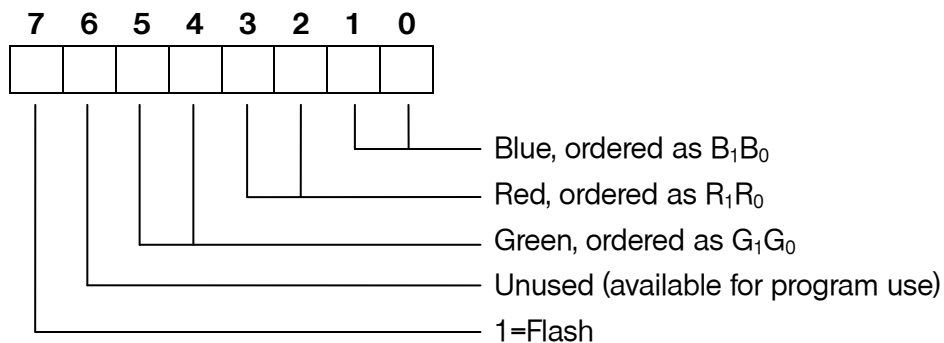 7 6 5 4 3 2 1 0
Blue, ordered as B₁B₀
Red, ordered as R₁R₀
Green, ordered as G₁G₀
Unused (available for program use)
1=Flash